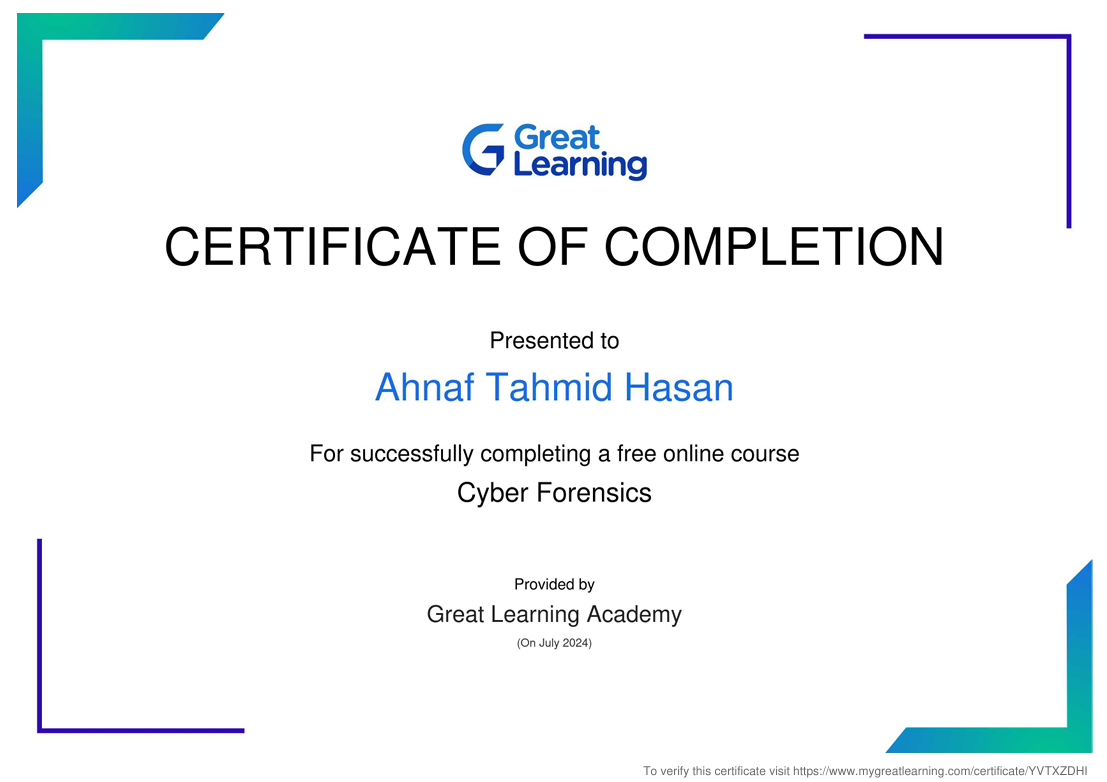 Great
Learning
CERTIFICATE OF COMPLETION
Presented to
Ahnaf Tahmid Hasan
For successfully completing a free online course
Cyber Forensics
Provided by
Great Learning Academy
(On July 2024)
To verify this certificate visit https://www.mygreatlearning.com/certificate/YVTXZDHI